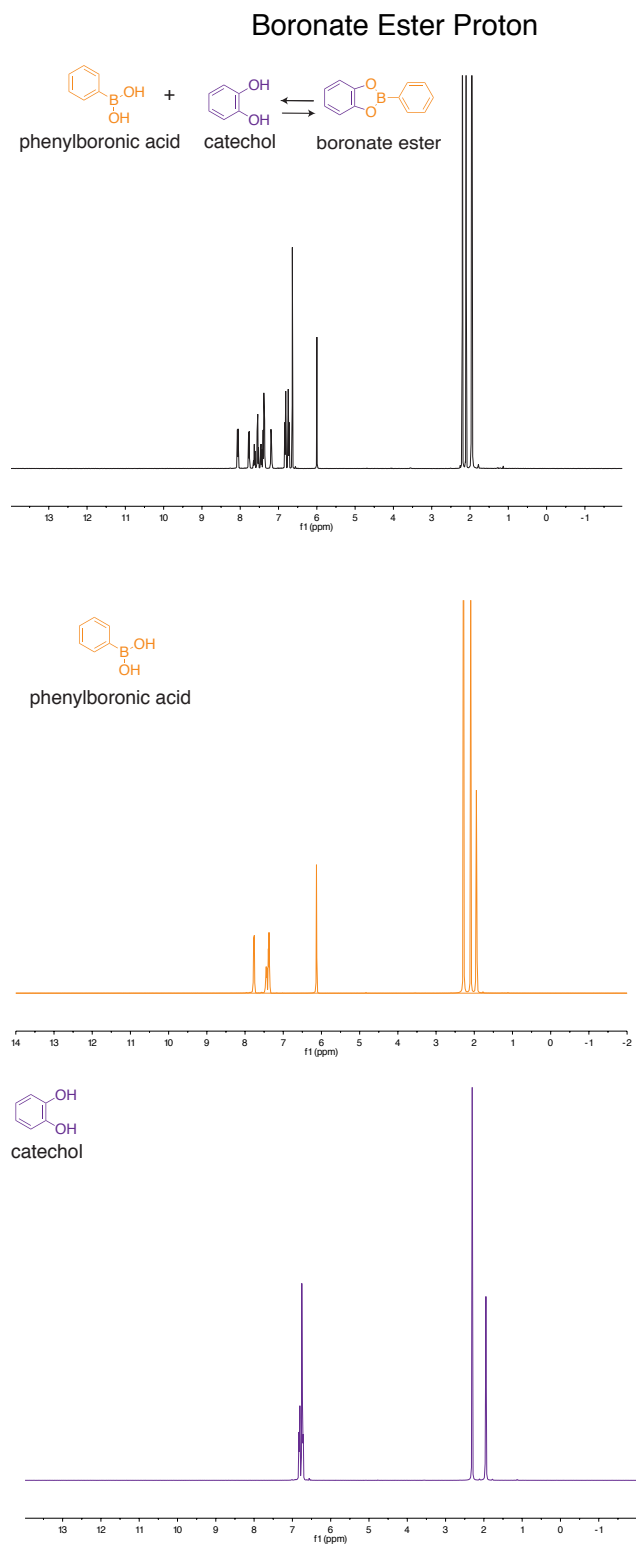 Boronate Ester Proton
OH
B
OH
+
OH
OH
O
B
O
phenylboronic acid
catechol
boronate ester
13 12 11 10 9 8 7 6 5 4 3 2 1 0 -1
f1 (ppm)
B
OH
OH
phenylboronic acid
14 13 12 11 10 9 8 7 6 5 4 3 2 1 0 -1 -2
f1 (ppm)
OH
OH
catechol
13 12 11 10 9 8 7 6 5 4 3 2 1 0 -1
f1 (ppm)